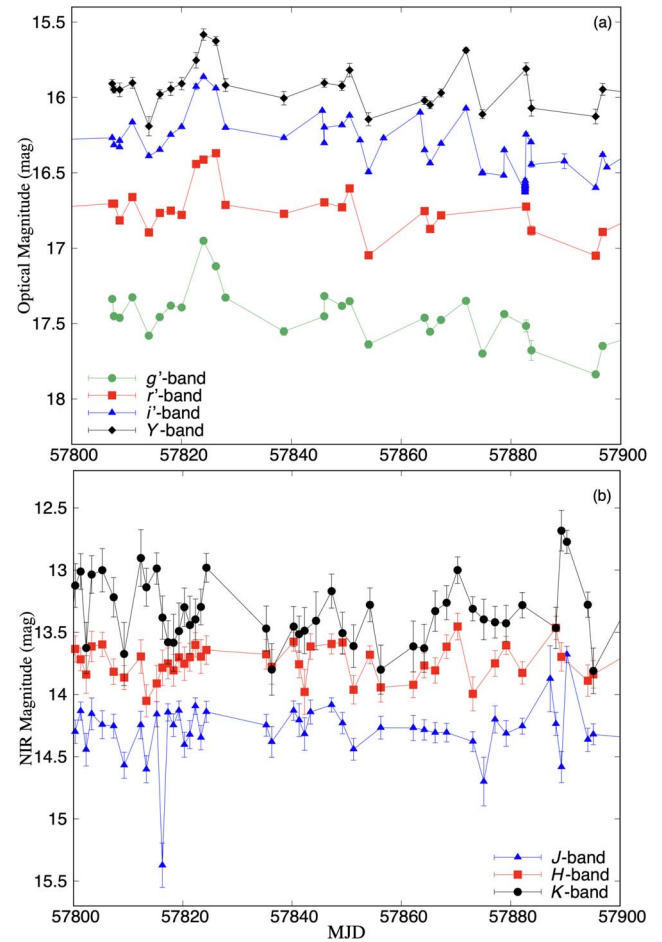 (a)
15.5
16
16.5
17
17.5
18
Optical Magnitude (mag)
g'-band
r'-band
i'-band
Y-band
57800 57820 57840 57860 57880 57900
(b)
12.5
13
13.5
14
14.5
15
15.5
NIR Magnitude (mag)
J-band
H-band
K-band
57800 57820 57840 57860 57880 57900
MJD